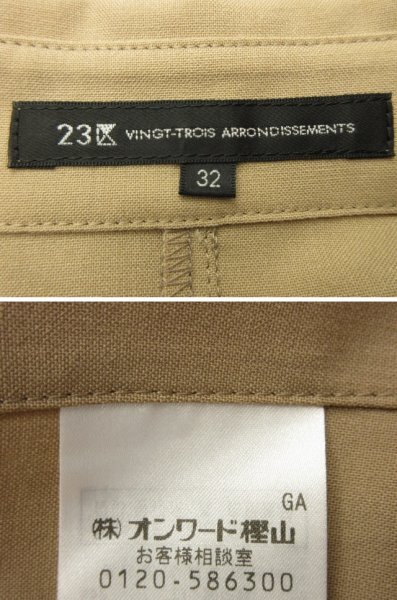 23区 VINGT-TROIS ARRONDISSEMENTS
32
GA
㈱オンワード樫山
お客様相談室
0120-586300